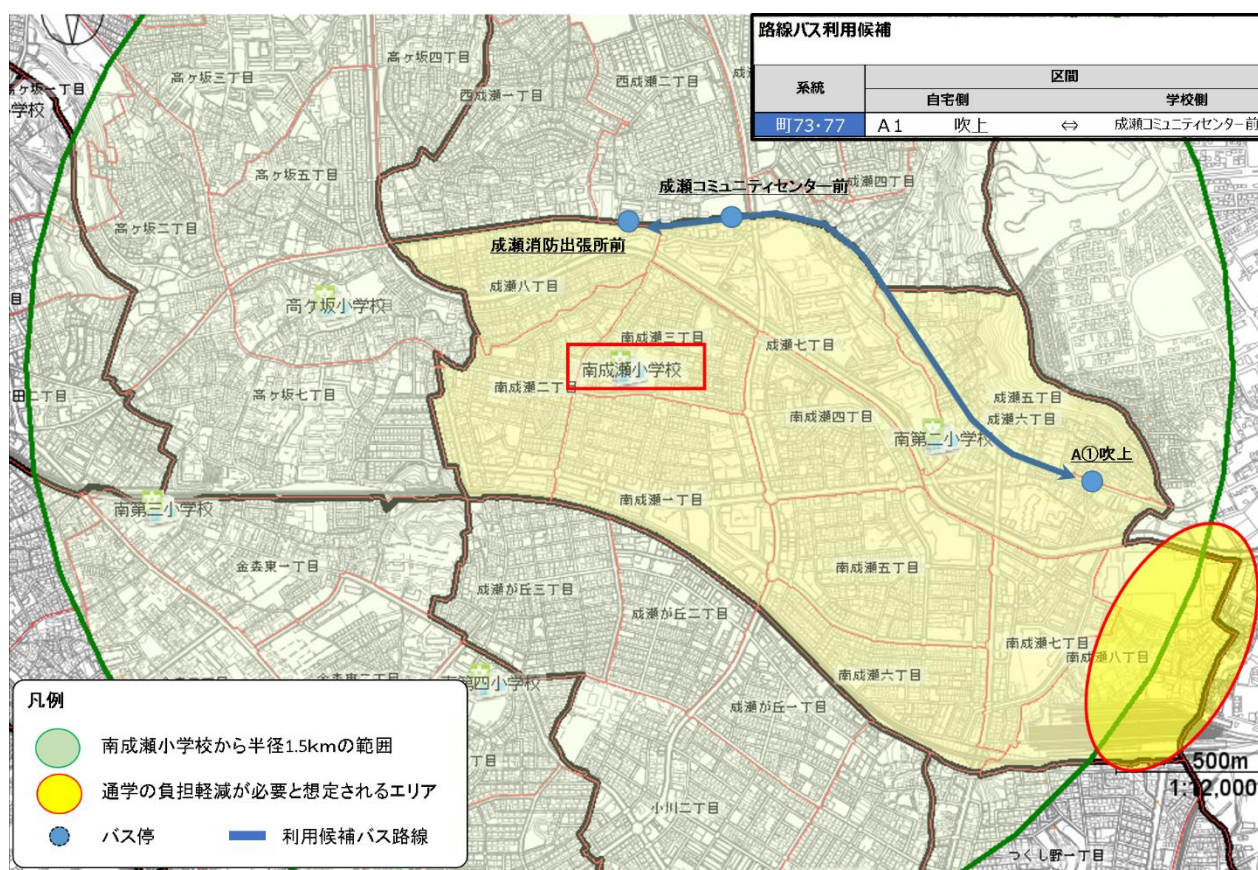 路線バス利用候補
系統
区間
自宅側
学校側
町73・77
A1
吹上
⇔
成瀬コミュニティセンター前
高ヶ坂三丁目
高ヶ坂四丁目
西成瀬二丁目
高ヶ坂一丁目
西成瀬一丁目
小学校
高ヶ坂五丁目
成瀬四丁目
成瀬コミュニティセンター前
高ヶ坂二丁目
成瀬消防出張所前
成瀬八丁目
高ケ坂小学校
南成瀬三丁目
成瀬七丁目
南成瀬小学校
南成瀬二丁目
高ヶ坂七丁目
成瀬五丁目
南成瀬四丁目
成瀬六丁目
南第二小学校
A①吹上
南成瀬一丁目
南第三小学校
金森東一丁目
南成瀬五丁目
成瀬が丘三丁目
成瀬が丘二丁目
南成瀬七丁目
南成瀬八丁目
南成瀬六丁目
南第四小学校
成瀬が丘一丁目
500m
1:12,000
小川二丁目
つくし野一丁目
凡例
南成瀬小学校から半径1.5kmの範囲
通学の負担軽減が必要と想定されるエリア
バス停
利用候補バス路線